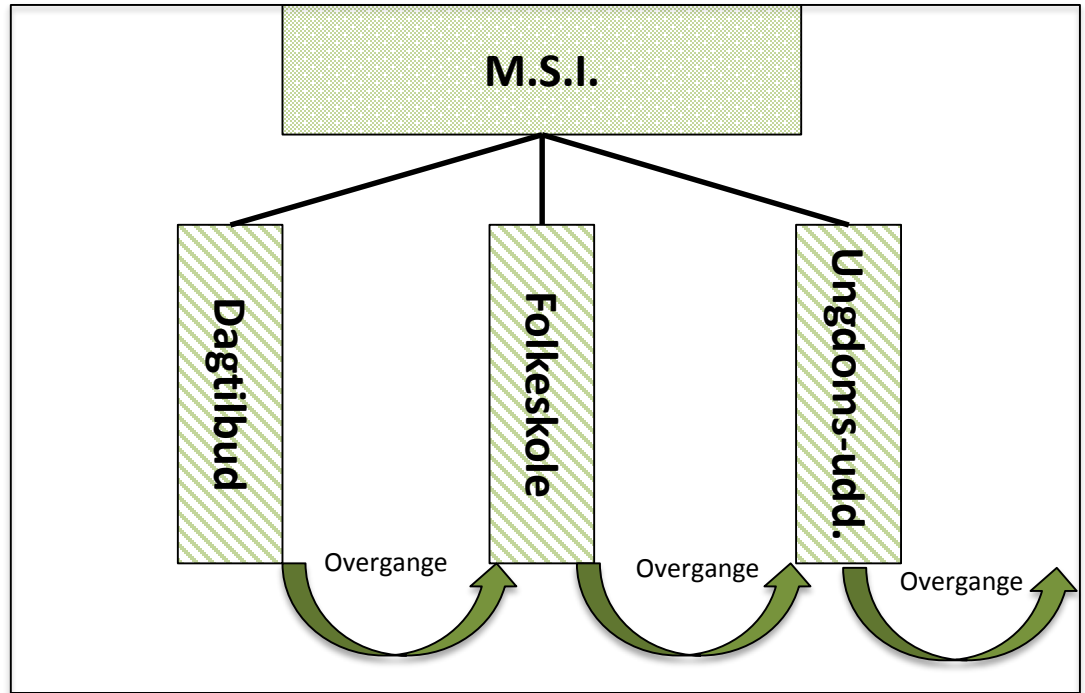 M.S.I.
Dagtilbud
Folkeskole
Ungdoms-udd.
Overgange
Overgange
Overgange